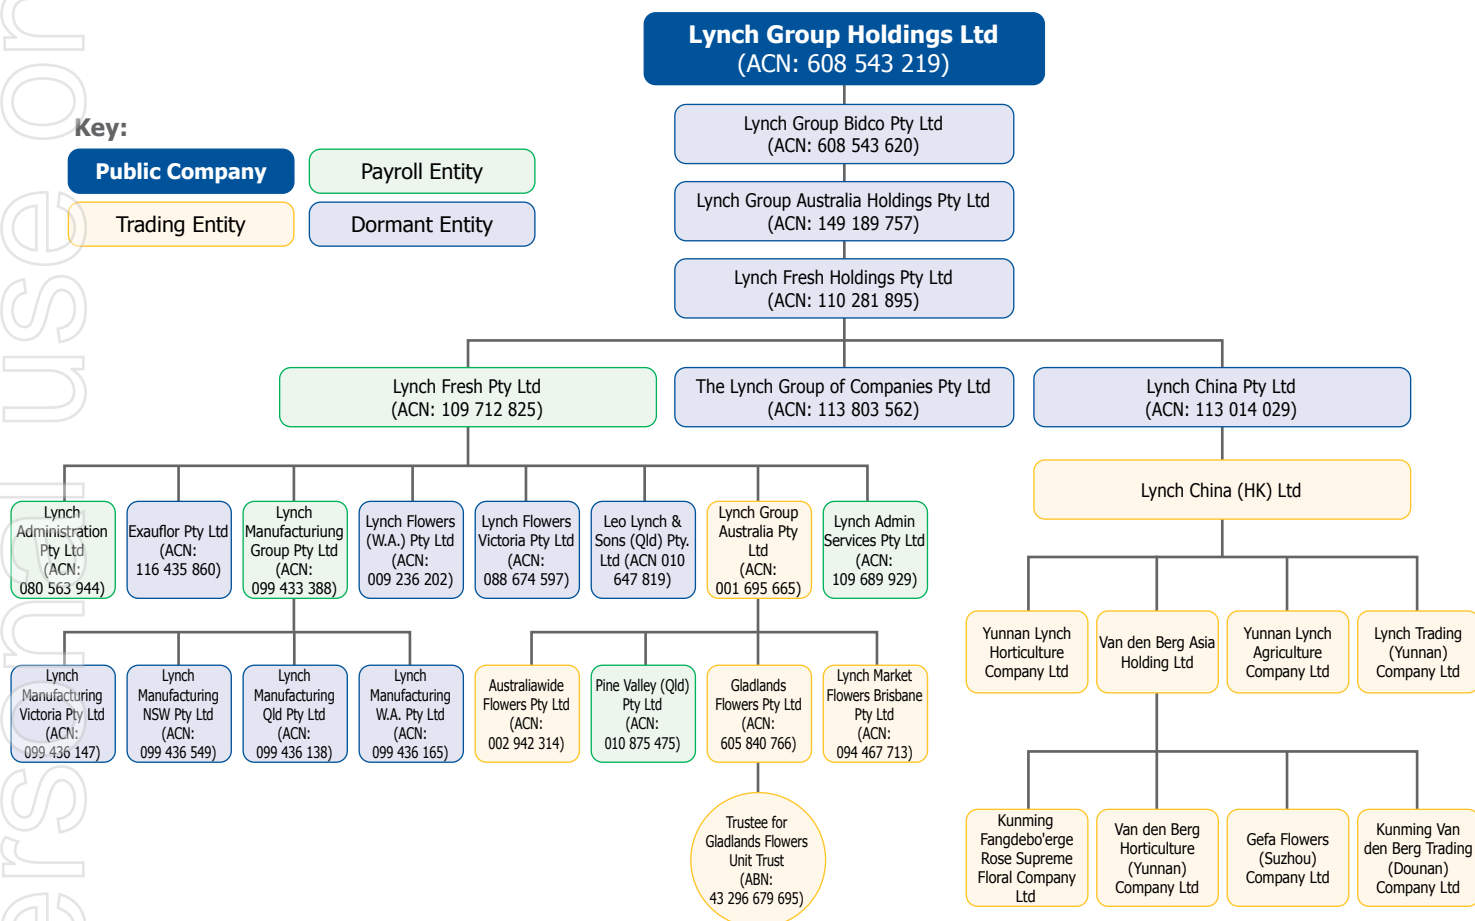 Lynch Group Holdings Ltd
(ACN: 608 543 219)
Lynch Group Bidco Pty Ltd
(ACN: 608 543 620)
Key:
Public Company
Payroll Entity
Trading Entity
Dormant Entity
Lynch Group Australia Holdings Pty Ltd
(ACN: 149 189 757)
Lynch Fresh Holdings Pty Ltd
(ACN: 110 281 895)
Lynch Fresh Pty Ltd
(ACN: 109 712 825)
The Lynch Group of Companies Pty Ltd
(ACN: 113 803 562)
Lynch China Pty Ltd
(ACN: 113 014 029)
Lynch China (HK) Ltd
Lynch
Administration
Pty Ltd
(ACN:
080 563 944)
Exauflor Pty Ltd
(ACN:
116 435 860)
Lynch
Manufacturiung
Group Pty Ltd
(ACN:
099 433 388)
Lynch Flowers
(W.A.) Pty Ltd
(ACN:
009 236 202)
Lynch Flowers
Victoria Pty Ltd
(ACN:
088 674 597)
Leo Lynch &
Sons (Qld) Pty.
Ltd (ACN 010
647 819)
Lynch Group
Australia Pty
Ltd
(ACN:
001 695 665)
Lynch Admin
Services Pty Ltd
(ACN:
109 689 929)
Yunnan Lynch
Horticulture
Company Ltd
Van den Berg Asia
Holding Ltd
Yunnan Lynch
Agriculture
Company Ltd
Lynch Trading
(Yunnan)
Company Ltd
Lynch
Manufacturing
Victoria Pty Ltd
(ACN:
099 436 147)
Lynch
Manufacturing
NSW Pty Ltd
(ACN:
099 436 549)
Lynch
Manufacturing
Qld Pty Ltd
(ACN:
099 436 138)
Lynch
Manufacturing
W.A. Pty Ltd
(ACN:
099 436 165)
Australiawide
Flowers Pty Ltd
(ACN:
002 942 314)
Pine Valley (Qld)
Pty Ltd
(ACN:
010 875 475)
Gladlands
Flowers Pty Ltd
(ACN:
605 840 766)
Lynch Market
Flowers Brisbane
Pty Ltd
(ACN:
094 467 713)
Trustee for
Gladlands Flowers
Unit Trust
(ABN:
43 296 679 695)
Kunming
Fangdebo'erge
Rose Supreme
Floral Company
Ltd
Van den Berg
Horticulture
(Yunnan)
Company Ltd
Gefa Flowers
(Suzhou)
Company Ltd
Kunming Van
den Berg Trading
(Dounan)
Company Ltd
ersonal use on